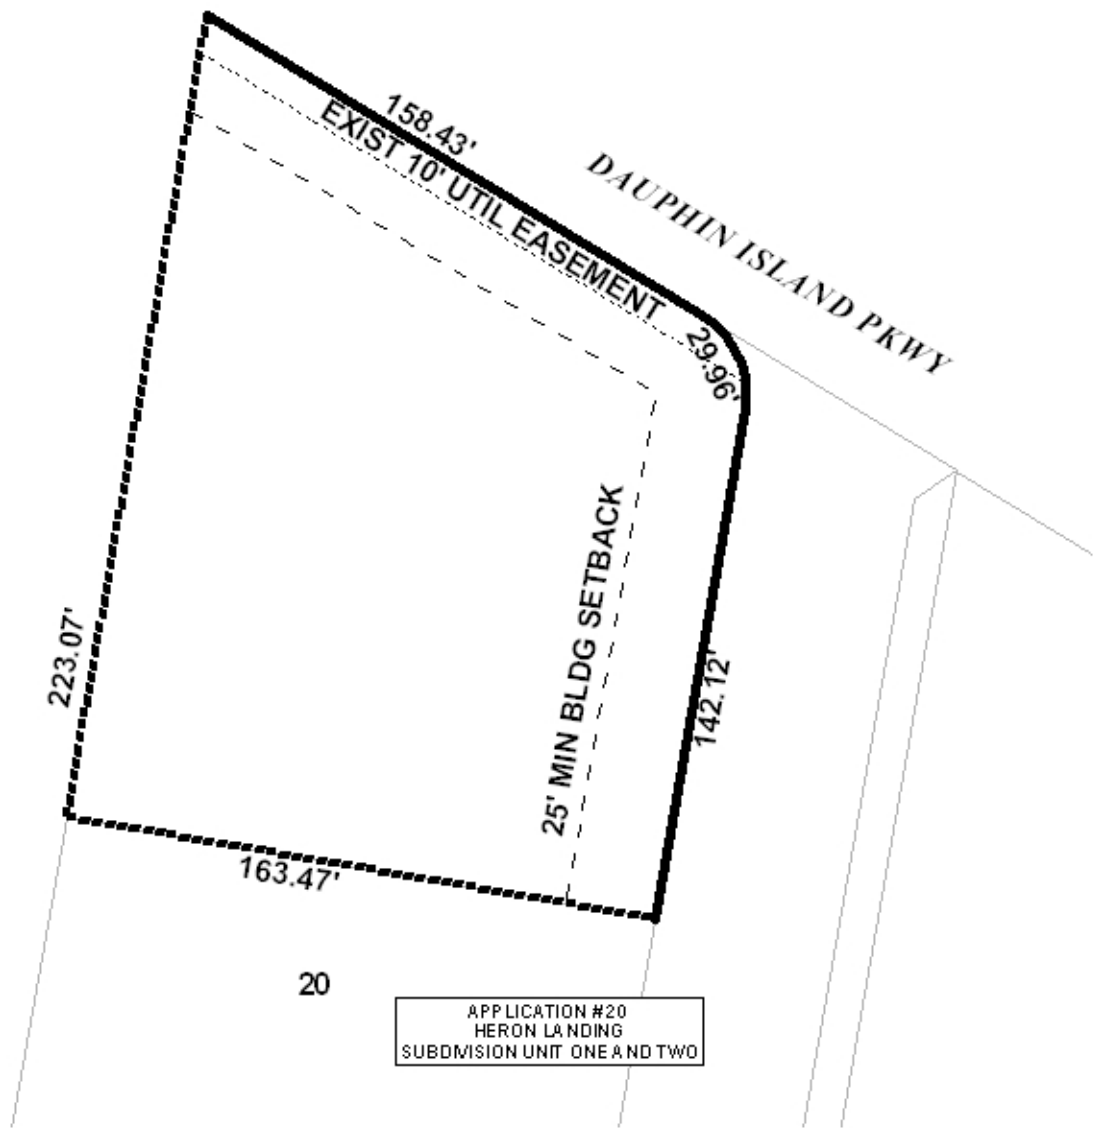 158.43'
EXIST 10' UTIL EASEMENT
DAUPHIN ISLAND PKWY
29.96'
25' MIN BLDG SETBACK
223.07'
142.12'
163.47'
20
APPLICATION #20
HERON LANDING
SUBDIVISION UNIT ONE AND TWO